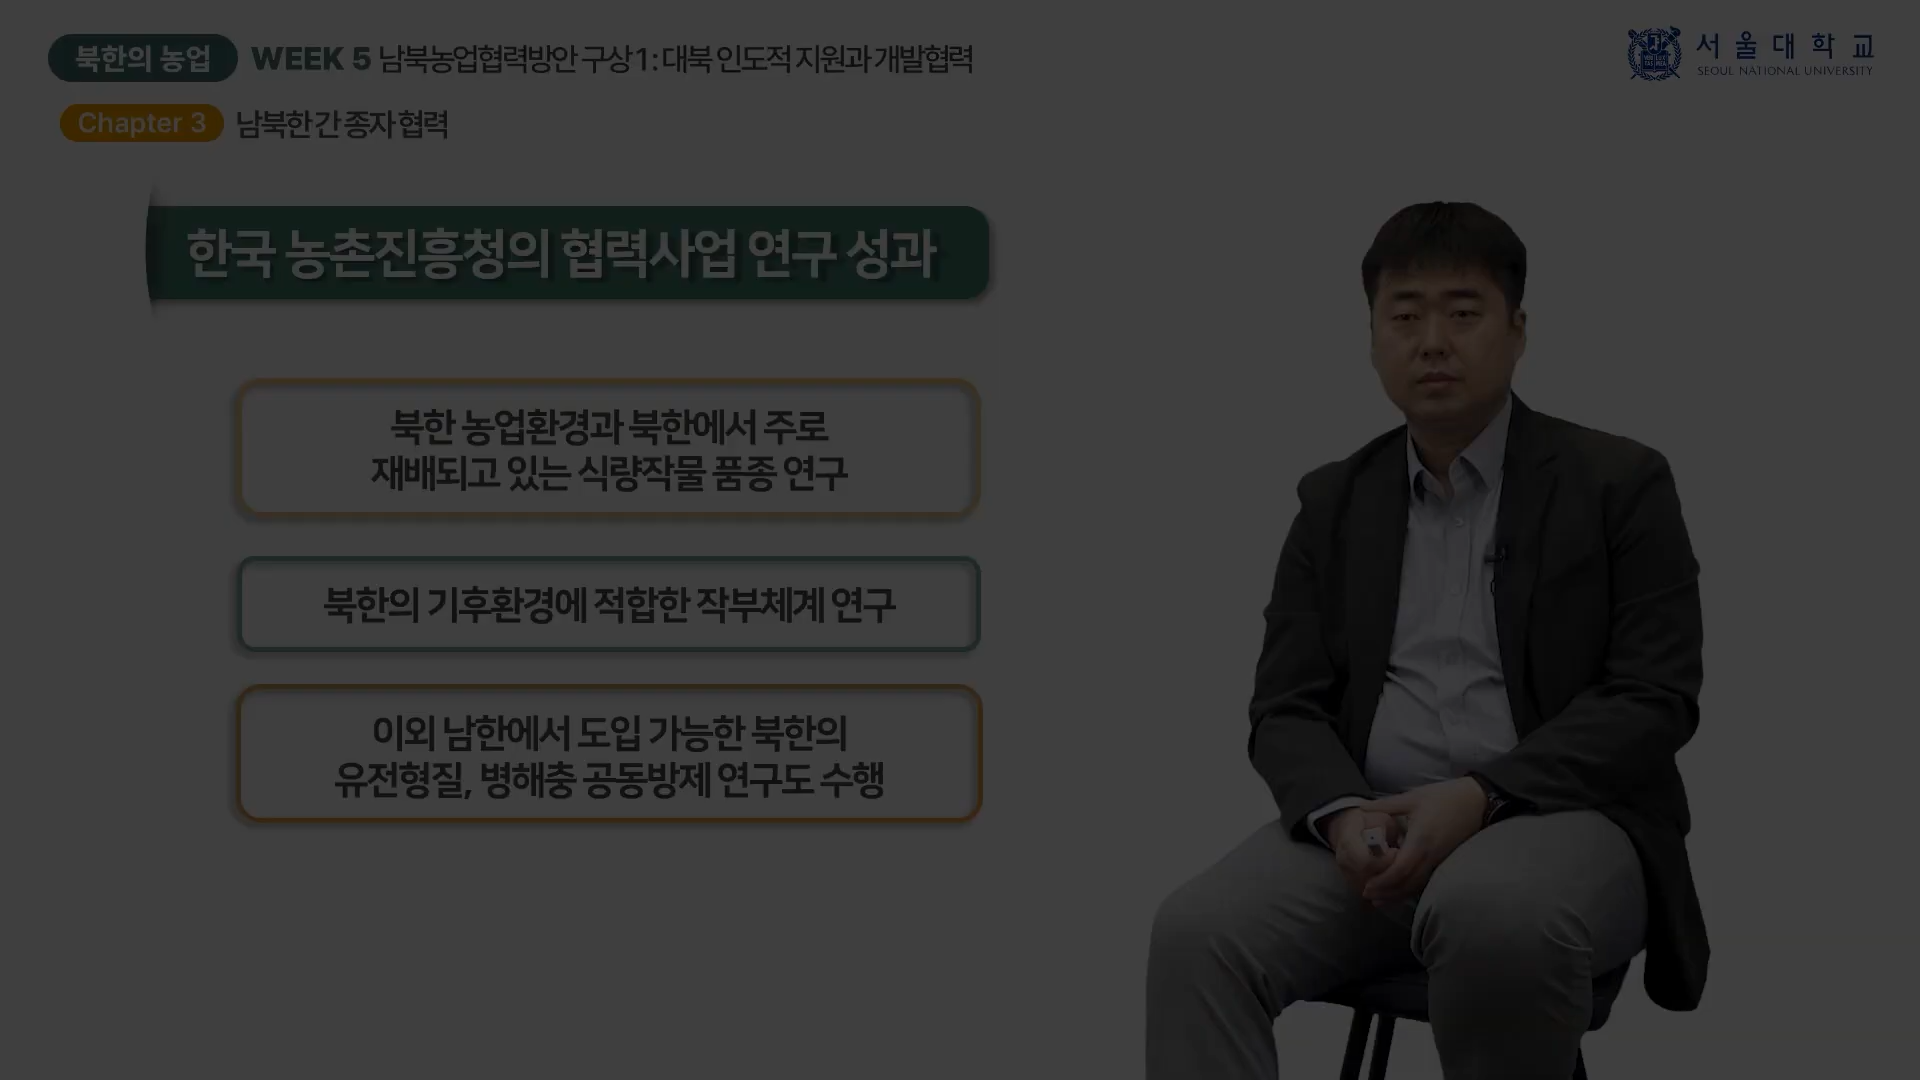 북한의 농업 WEEK 5 남북농업협력방안 구상 1 : 대북 인도적 지원과 개발협력
서울대학교
SEOUL NATIONAL UNIVERSITY
Chapter 3 남북한 간 종자 협력
한국 농촌진흥청의 협력사업 연구 성과
북한 농업환경과 북한에서 주로
재배되고 있는 식량작물 품종 연구
북한의 기후환경에 적합한 작부체계 연구
이외 남한에서 도입 가능한 북한의
유전형질, 병해충 공동방제 연구도 수행